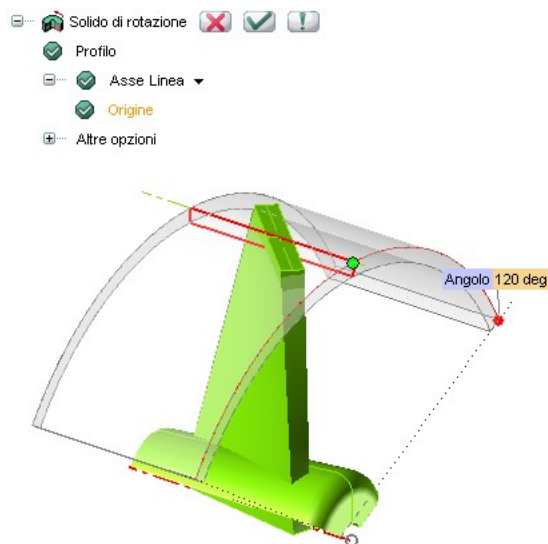 Solido di rotazione
Profilo
Asse Linea
Origine
Altre opzioni
Angolo 120 deg